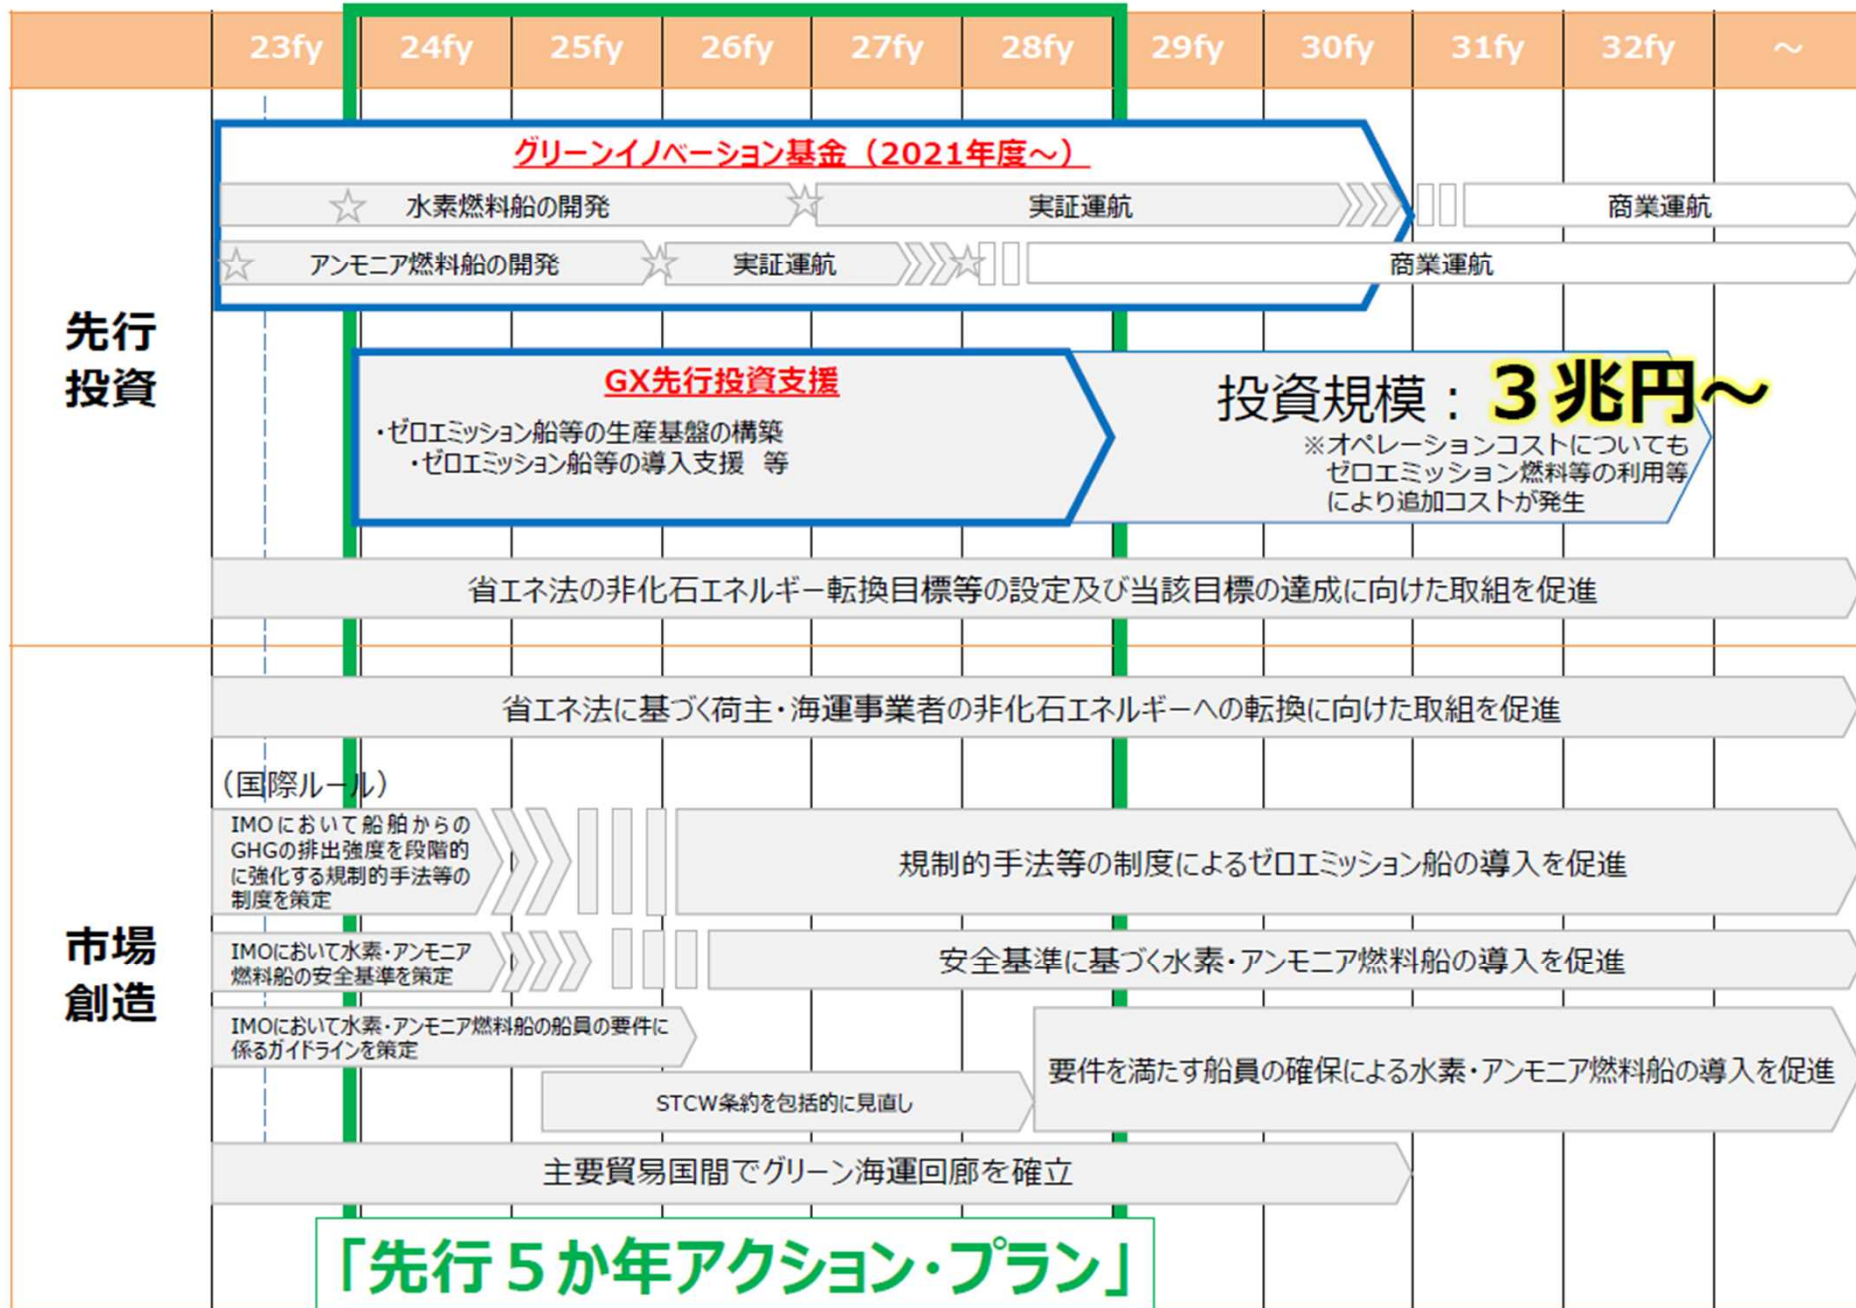 23fy 24fy 25fy 26fy 27fy 28fy 29fy 30fy 31fy 32fy ～
先行
投資
グリーンイノベーション基金（2021年度～）
水素燃料船の開発 実証運航 商業運航
アンモニア燃料船の開発 実証運航 商業運航
GX先行投資支援
・ゼロエミッション船等の生産基盤の構築
・ゼロエミッション船等の導入支援 等
投資規模：３兆円～
※オペレーションコストについても
ゼロエミッション燃料等の利用等
により追加コストが発生
省エネ法の非化石エネルギー転換目標等の設定及び当該目標の達成に向けた取組を促進
市場
創造
省エネ法に基づく荷主・海運事業者の非化石エネルギーへの転換に向けた取組を促進
（国際ルール）
IMOにおいて船舶からの
GHGの排出強度を段階的
に強化する規制的手法等の
制度を策定
規制的手法等の制度によるゼロエミッション船の導入を促進
IMOにおいて水素・アンモニア
燃料船の安全基準を策定
安全基準に基づく水素・アンモニア燃料船の導入を促進
IMOにおいて水素・アンモニア燃料船の船員の要件に
係るガイドラインを策定
STCW条約を包括的に見直し
要件を満たす船員の確保による水素・アンモニア燃料船の導入を促進
主要貿易国間でグリーン海運回廊を確立
「先行５か年アクション・プラン」